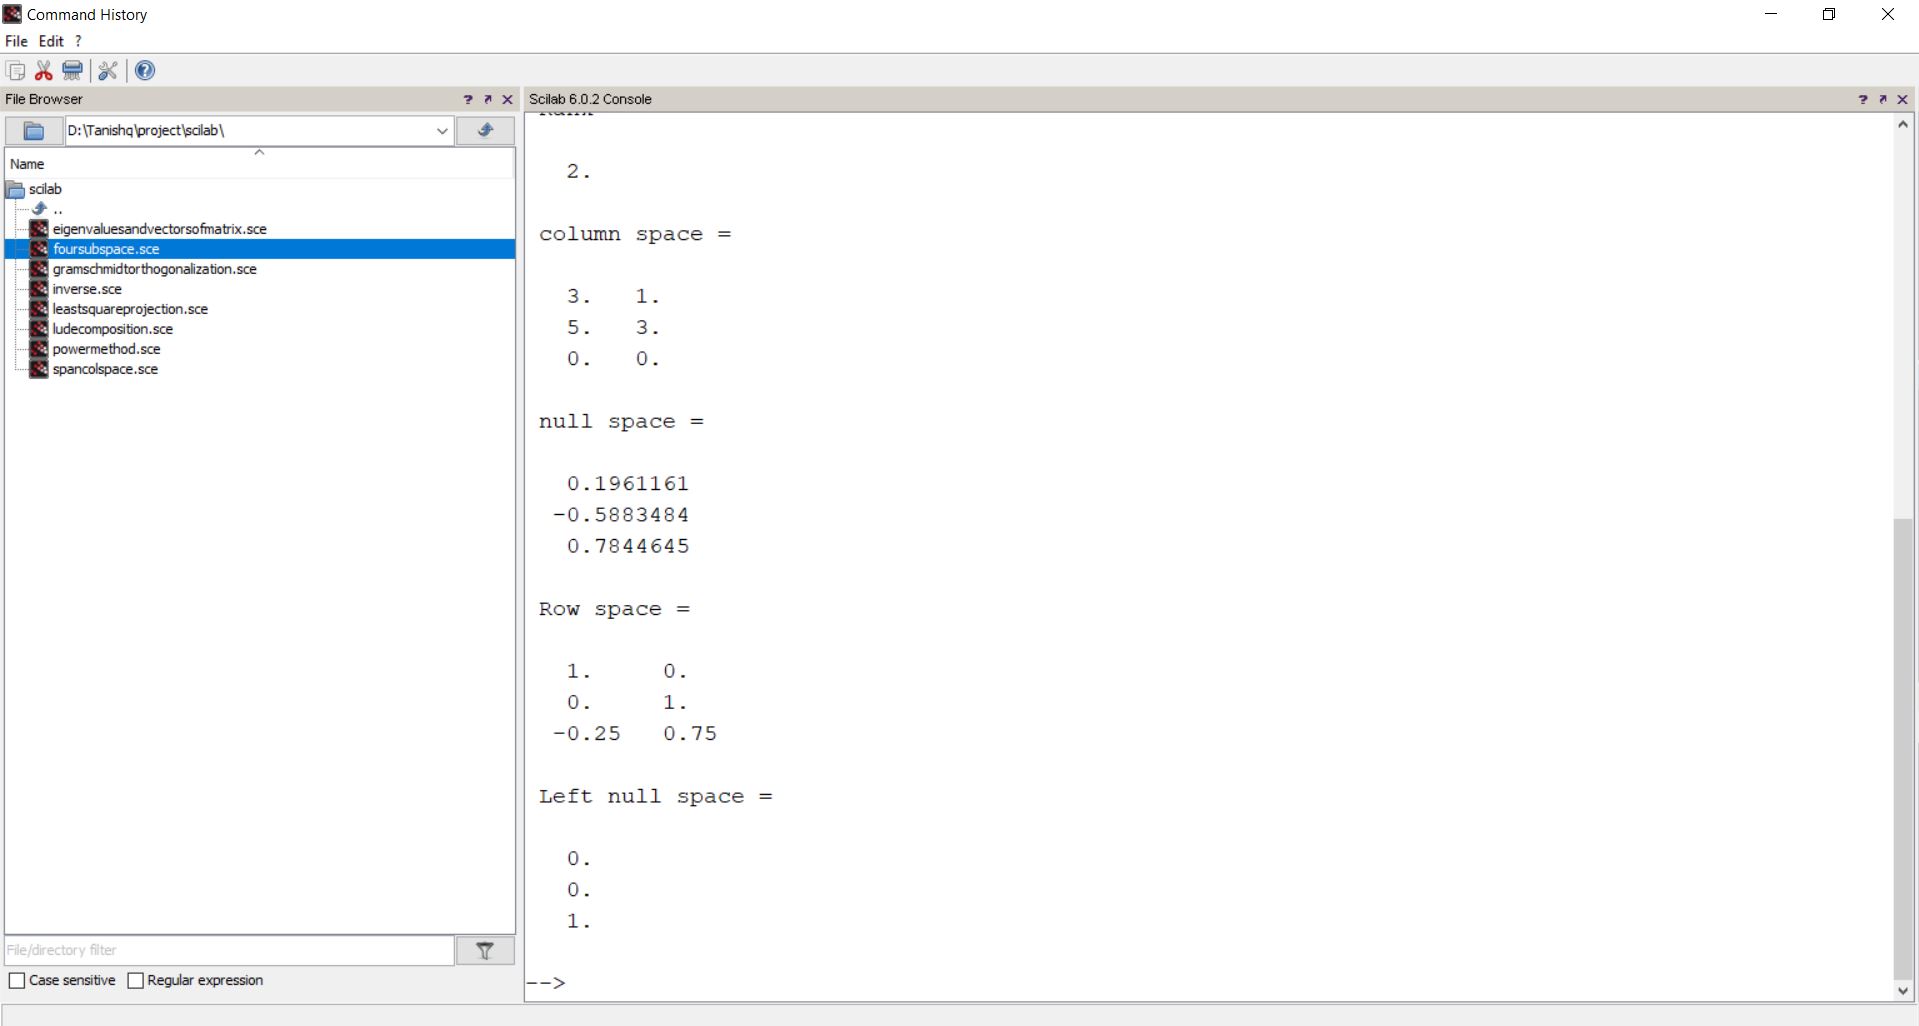 Command History
File Edit ?
File Browser
D:\Tanishq\project\scilab\
Name
scilab
..
eigenvaluesandvectorsofmatrix.sce
foursubspace.sce
gramschmidtorthogonalization.sce
inverse.sce
leastsquareprojection.sce
ludecomposition.sce
powermethod.sce
spancolspace.sce
File/directory filter
Case sensitive Regular expression
Scilab 6.0.2 Console
2.
column space =
3. 1.
5. 3.
0. 0.
null space =
0.1961161
-0.5883484
0.7844645
Row space =
1. 0.
0. 1.
-0.25 0.75
Left null space =
0.
0.
1.
-->